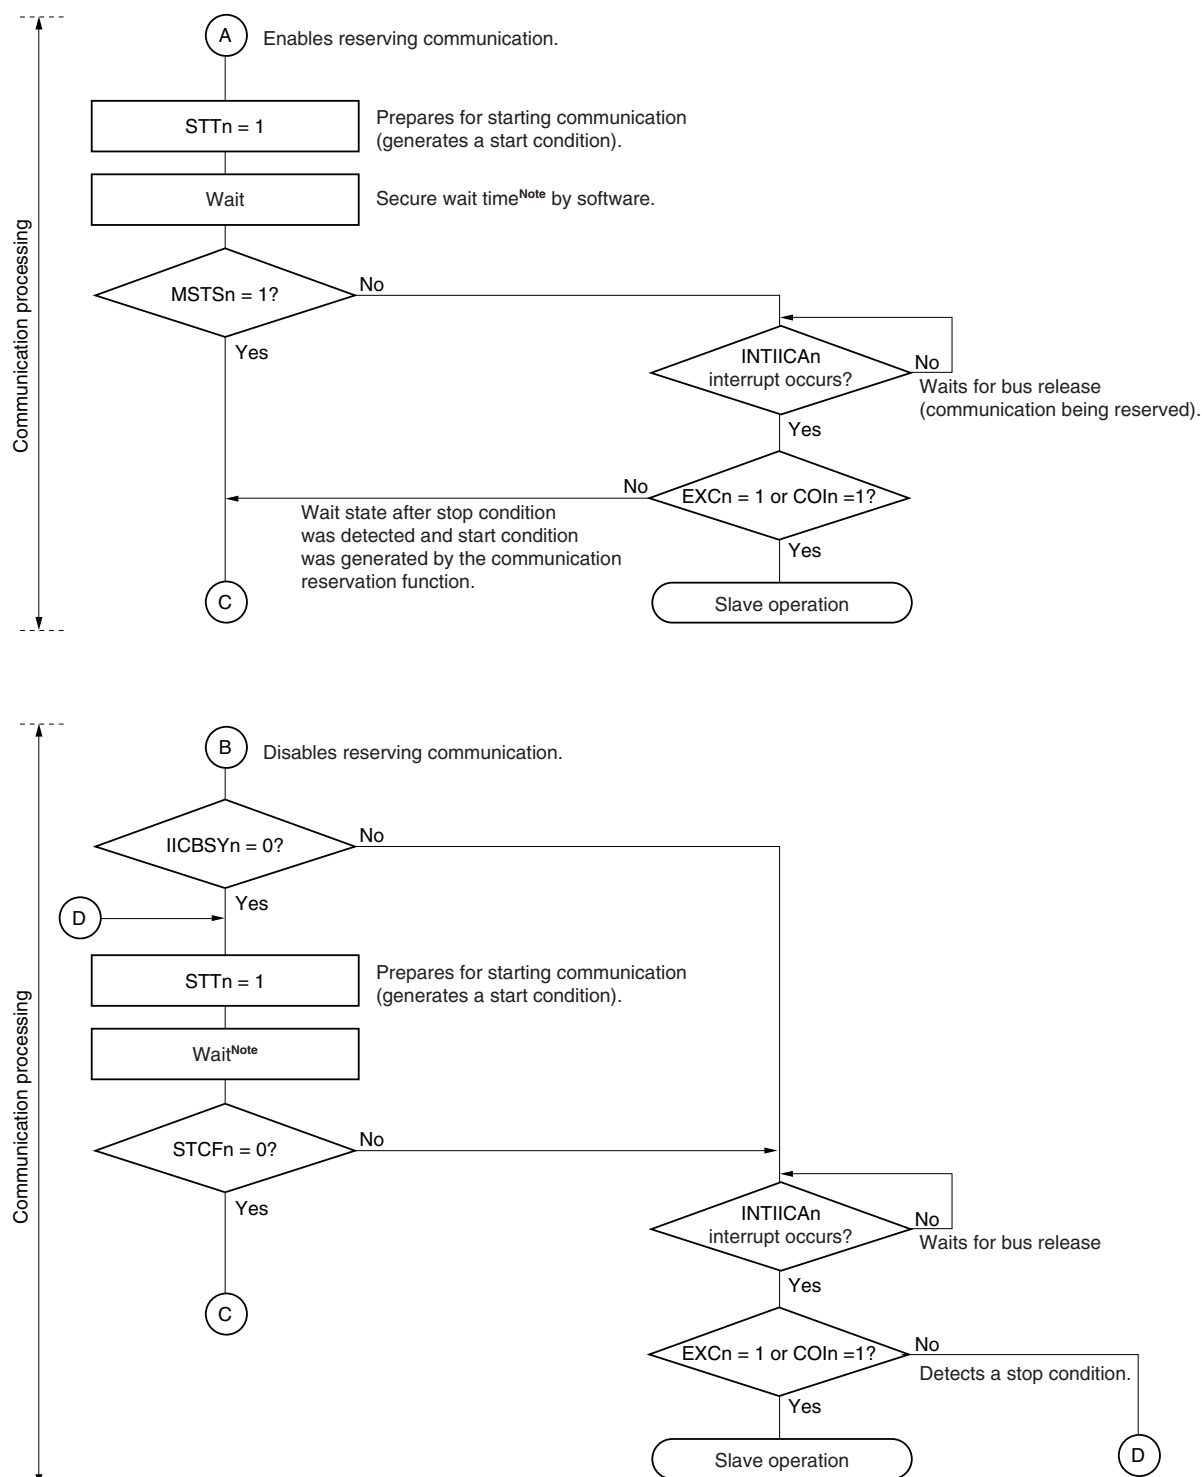 A
Enables reserving communication.
STTn = 1
Prepares for starting communication
(generates a start condition).
Wait
Secure wait timeNote by software.
MSTSn = 1?
No
Yes
INTIICAn
interrupt occurs?
No
Waits for bus release
(communication being reserved).
Yes
EXCn = 1 or COIn =1?
No
Wait state after stop condition
was detected and start condition
was generated by the communication
reservation function.
Yes
C
Slave operation
Communication processing
B
Disables reserving communication.
IICBSYn = 0?
No
Yes
D
STTn = 1
Prepares for starting communication
(generates a start condition).
WaitNote
STCFn = 0?
No
Yes
INTIICAn
interrupt occurs?
No
Waits for bus release
Yes
C
EXCn = 1 or COIn =1?
No
Detects a stop condition.
Yes
Slave operation
D
Communication processing